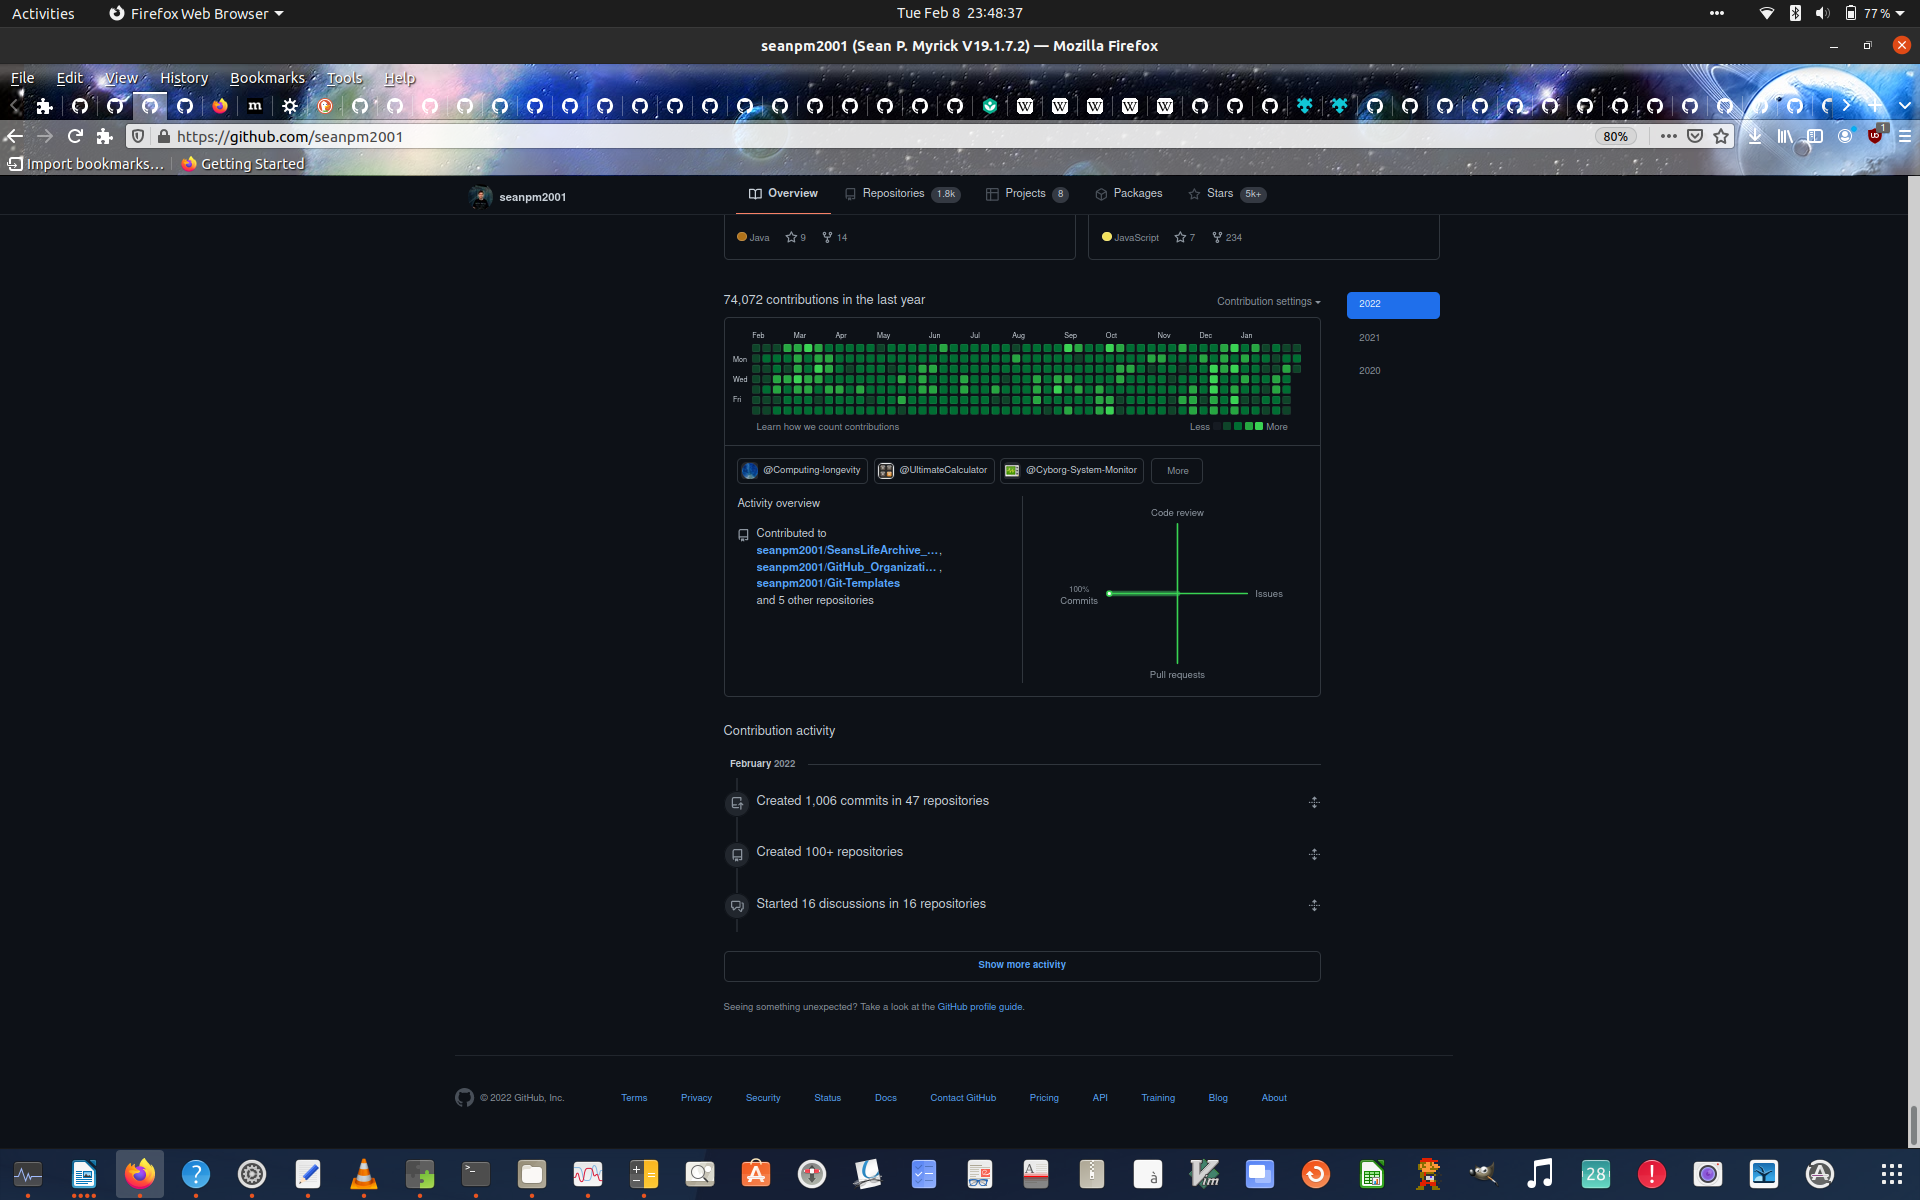 Activities Firefox Web Browser Tue Feb 8 23:48:37 77 %
seanpm2001 (Sean P. Myrick V19.1.7.2) — Mozilla Firefox
File Edit View History Bookmarks Tools Help
https://github.com/seanpm2001 80% 1
Import bookmarks... Getting Started
seanpm2001 Overview Repositories 1.8k Projects 8 Packages Stars 5k+
Java 9 14 JavaScript 7 234
74,072 contributions in the last year Contribution settings 2022
2021
2020
Feb Mar Apr May Jun Jul Aug Sep Oct Nov Dec Jan
Mon
Wed
Fri
Learn how we count contributions Less More
@Computing-longevity @UltimateCalculator @Cyborg-System-Monitor More
Activity overview
Contributed to
seanpm2001/SeansLifeArchive_...,
seanpm2001/GitHub_Organizati... ,
seanpm2001/Git-Templates
and 5 other repositories
Code review
100%
Commits
Issues
Pull requests
Contribution activity
February 2022
Created 1,006 commits in 47 repositories
Created 100+ repositories
Started 16 discussions in 16 repositories
Show more activity
Seeing something unexpected? Take a look at the GitHub profile guide.
© 2022 GitHub, Inc. Terms Privacy Security Status Docs Contact GitHub Pricing API Training Blog About
28